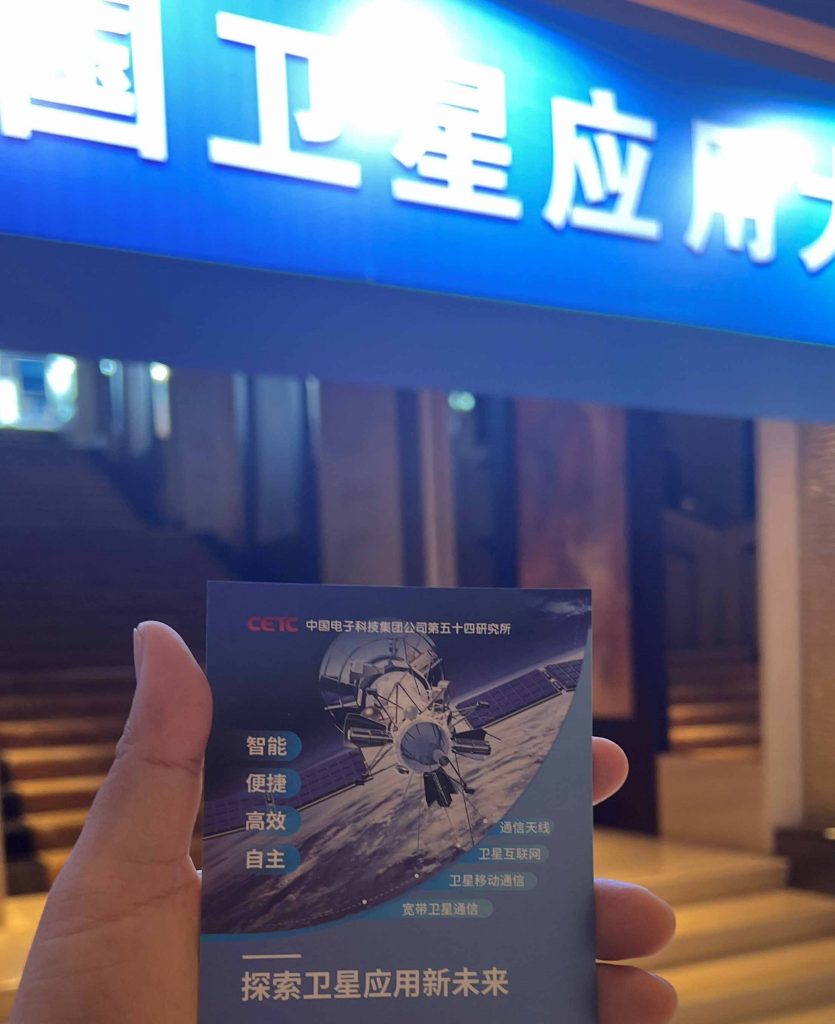 国卫星应用大
CETC 中国电子科技集团公司第五十四研究所
智能
便捷
高效
自主
通信天线
卫星互联网
卫星移动通信
宽带卫星通信
探索卫星应用新未来